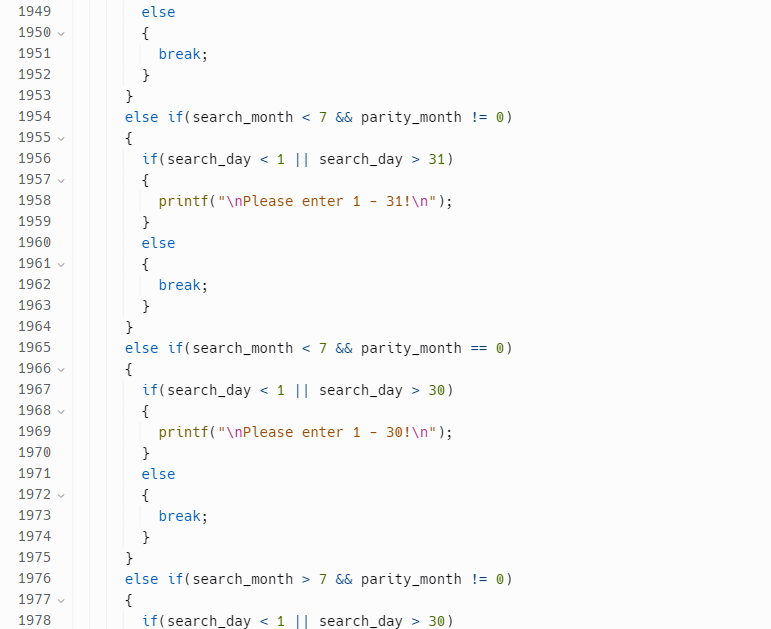 1949 else
1950 {
1951 break;
1952 }
1953 }
1954 else if(search_month < 7 && parity_month != 0)
1955 {
1956 if(search_day < 1 || search_day > 31)
1957 {
1958 printf("\nPlease enter 1 - 31!\n");
1959 }
1960 else
1961 {
1962 break;
1963 }
1964 }
1965 else if(search_month < 7 && parity_month == 0)
1966 {
1967 if(search_day < 1 || search_day > 30)
1968 {
1969 printf("\nPlease enter 1 - 30!\n");
1970 }
1971 else
1972 {
1973 break;
1974 }
1975 }
1976 else if(search_month > 7 && parity_month != 0)
1977 {
1978 if(search_day < 1 || search_day > 30)